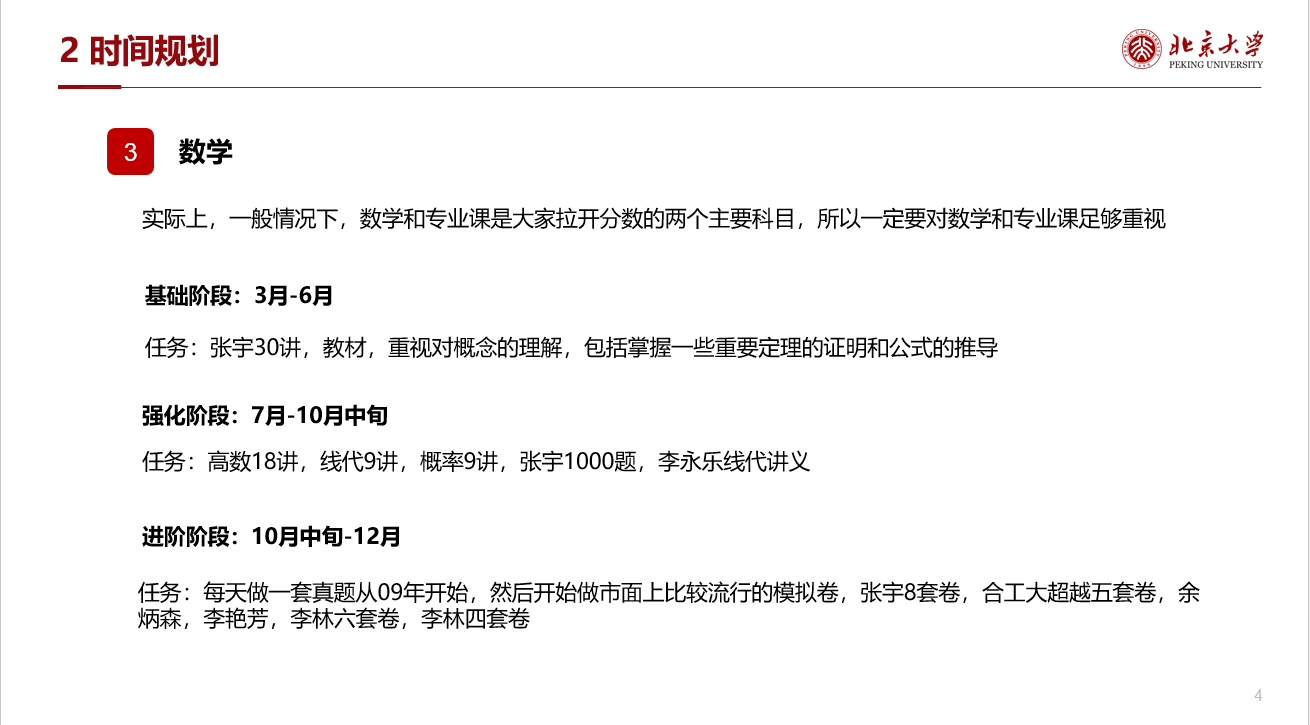 2 时间规划
北京大学
PEKING UNIVERSITY
3
数学
实际上，一般情况下，数学和专业课是大家拉开分数的两个主要科目，所以一定要对数学和专业课足够重视
基础阶段：3月-6月
任务：张宇30讲，教材，重视对概念的理解，包括掌握一些重要定理的证明和公式的推导
强化阶段：7月-10月中旬
任务：高数18讲，线代9讲，概率9讲，张宇1000题，李永乐线代讲义
进阶阶段：10月中旬-12月
任务：每天做一套真题从09年开始，然后开始做市面上比较流行的模拟卷，张宇8套卷，合工大超越五套卷，余
炳森，李艳芳，李林六套卷，李林四套卷
4